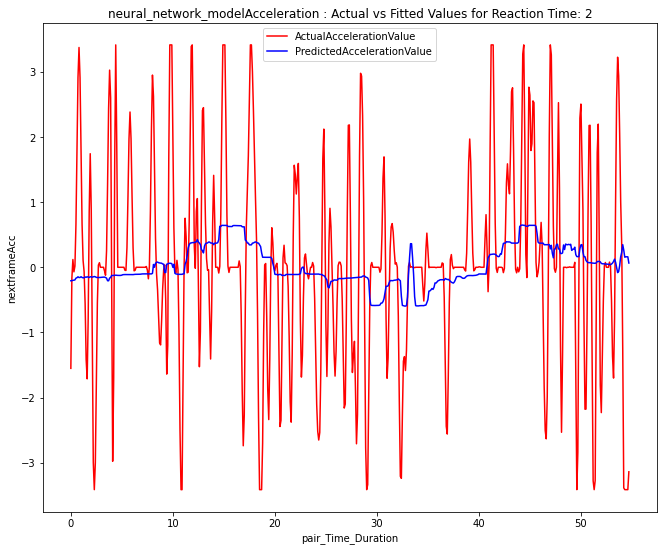 neural_network_modelAcceleration : Actual vs Fitted Values for Reaction Time: 2
ActualAccelerationValue
PredictedAccelerationValue
nextframeAcc
3
2
1
0
−1
−2
−3
0 10 20 30 40 50
pair_Time_Duration